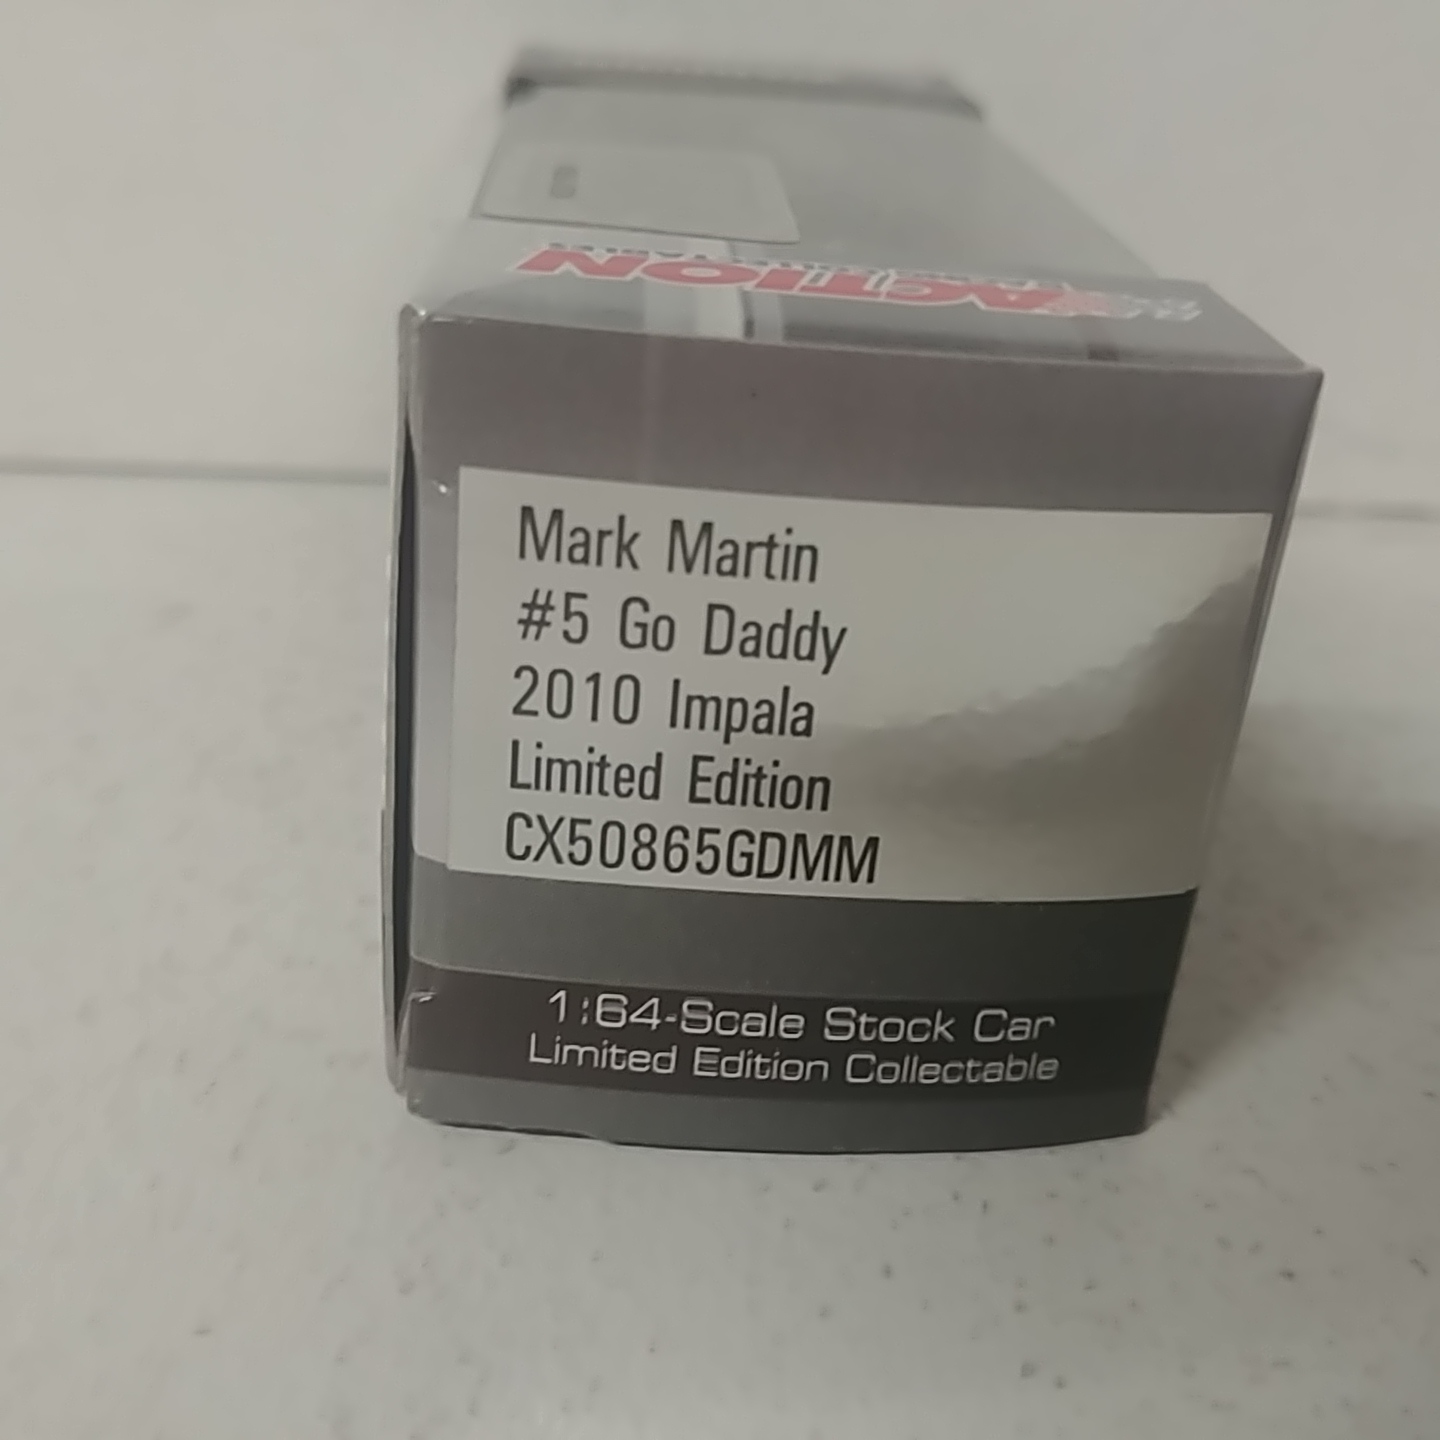 ACTION
Mark Martin
#5 Go Daddy
2010 Impala
Limited Edition
CX50865GDMM
1:64-Scale Stock Car
Limited Edition Collectable